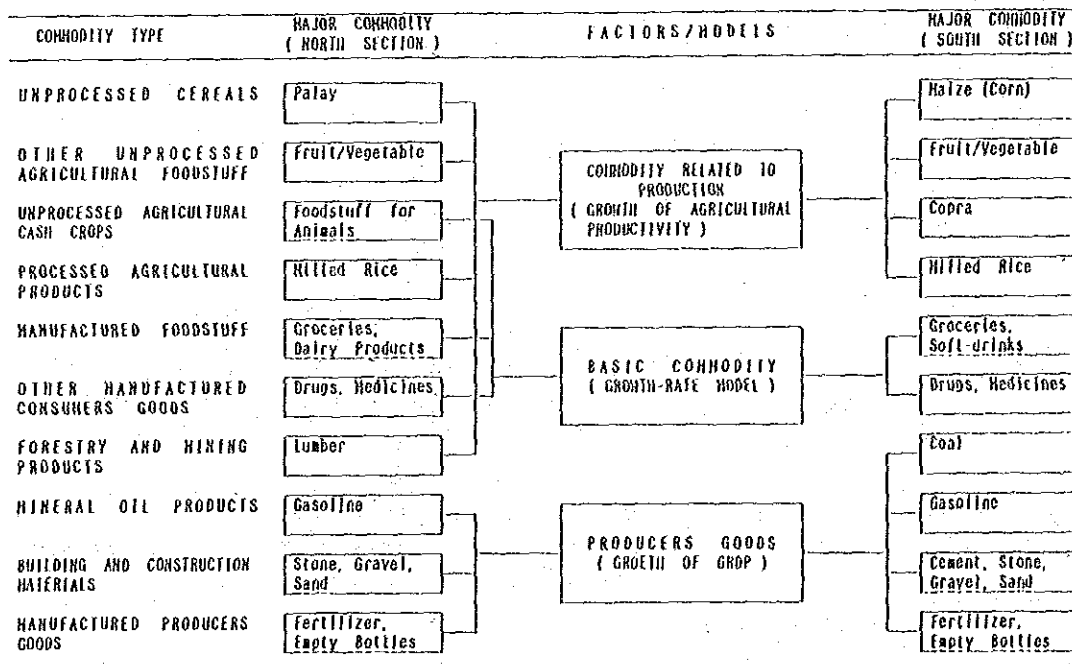 COMMODITY TYPE
MAJOR COMMODITY
( NORTH SECTION )
FACTORS/MODELS
MAJOR COMMODITY
( SOUTH SECTION )
UNPROCESSED CEREALS
Palay
Maize (Corn)
OTHER UNPROCESSED
AGRICULTURAL FOODSTUFF
Fruit/Vegetable
COMMODITY RELATED TO
PRODUCTION
( GROWTH OF AGRICULTURAL
PRODUCTIVITY )
Fruit/Vegetable
UNPROCESSED AGRICULTURAL
CASH CROPS
Foodstuff for
Animals
Copra
PROCESSED AGRICULTURAL
PRODUCTS
Milled Rice
Milled Rice
MANUFACTURED FOODSTUFF
Groceries,
Dairy Products
BASIC COMMODITY
( GROWTH-RATE MODEL )
Groceries,
Soft-drinks
OTHER MANUFACTURED
CONSUMERS GOODS
Drugs, Medicines
Drugs, Medicines
FORESTRY AND MINING
PRODUCTS
Lumber
Coal
MINERAL OIL PRODUCTS
Gasoline
PRODUCERS GOODS
( GROETH OF GROP )
Gasoline
BUILDING AND CONSTRUCTION
MATERIALS
Stone, Gravel,
Sand
Cement, Stone,
Gravel, Sand
MANUFACTURED PRODUCERS
GOODS
Fertilizer,
Empty Bottles
Fertilizer,
Empty Bottles